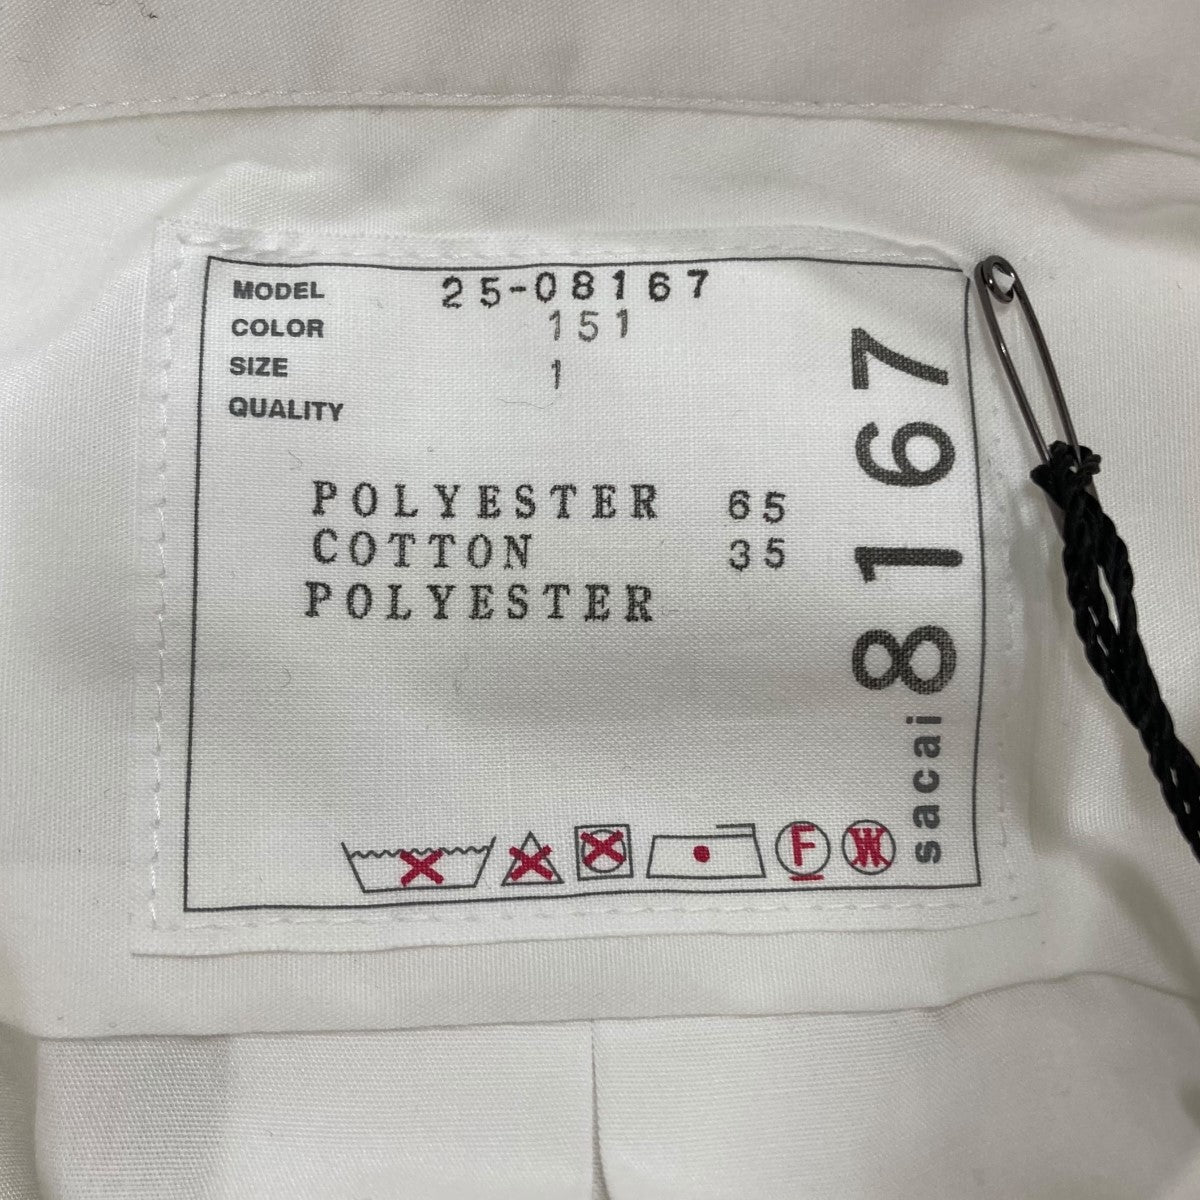 MODEL 25-08167
COLOR 151
SIZE 1
QUALITY
POLYESTER 65
COTTON 35
POLYESTER
sacai 8167
F
W